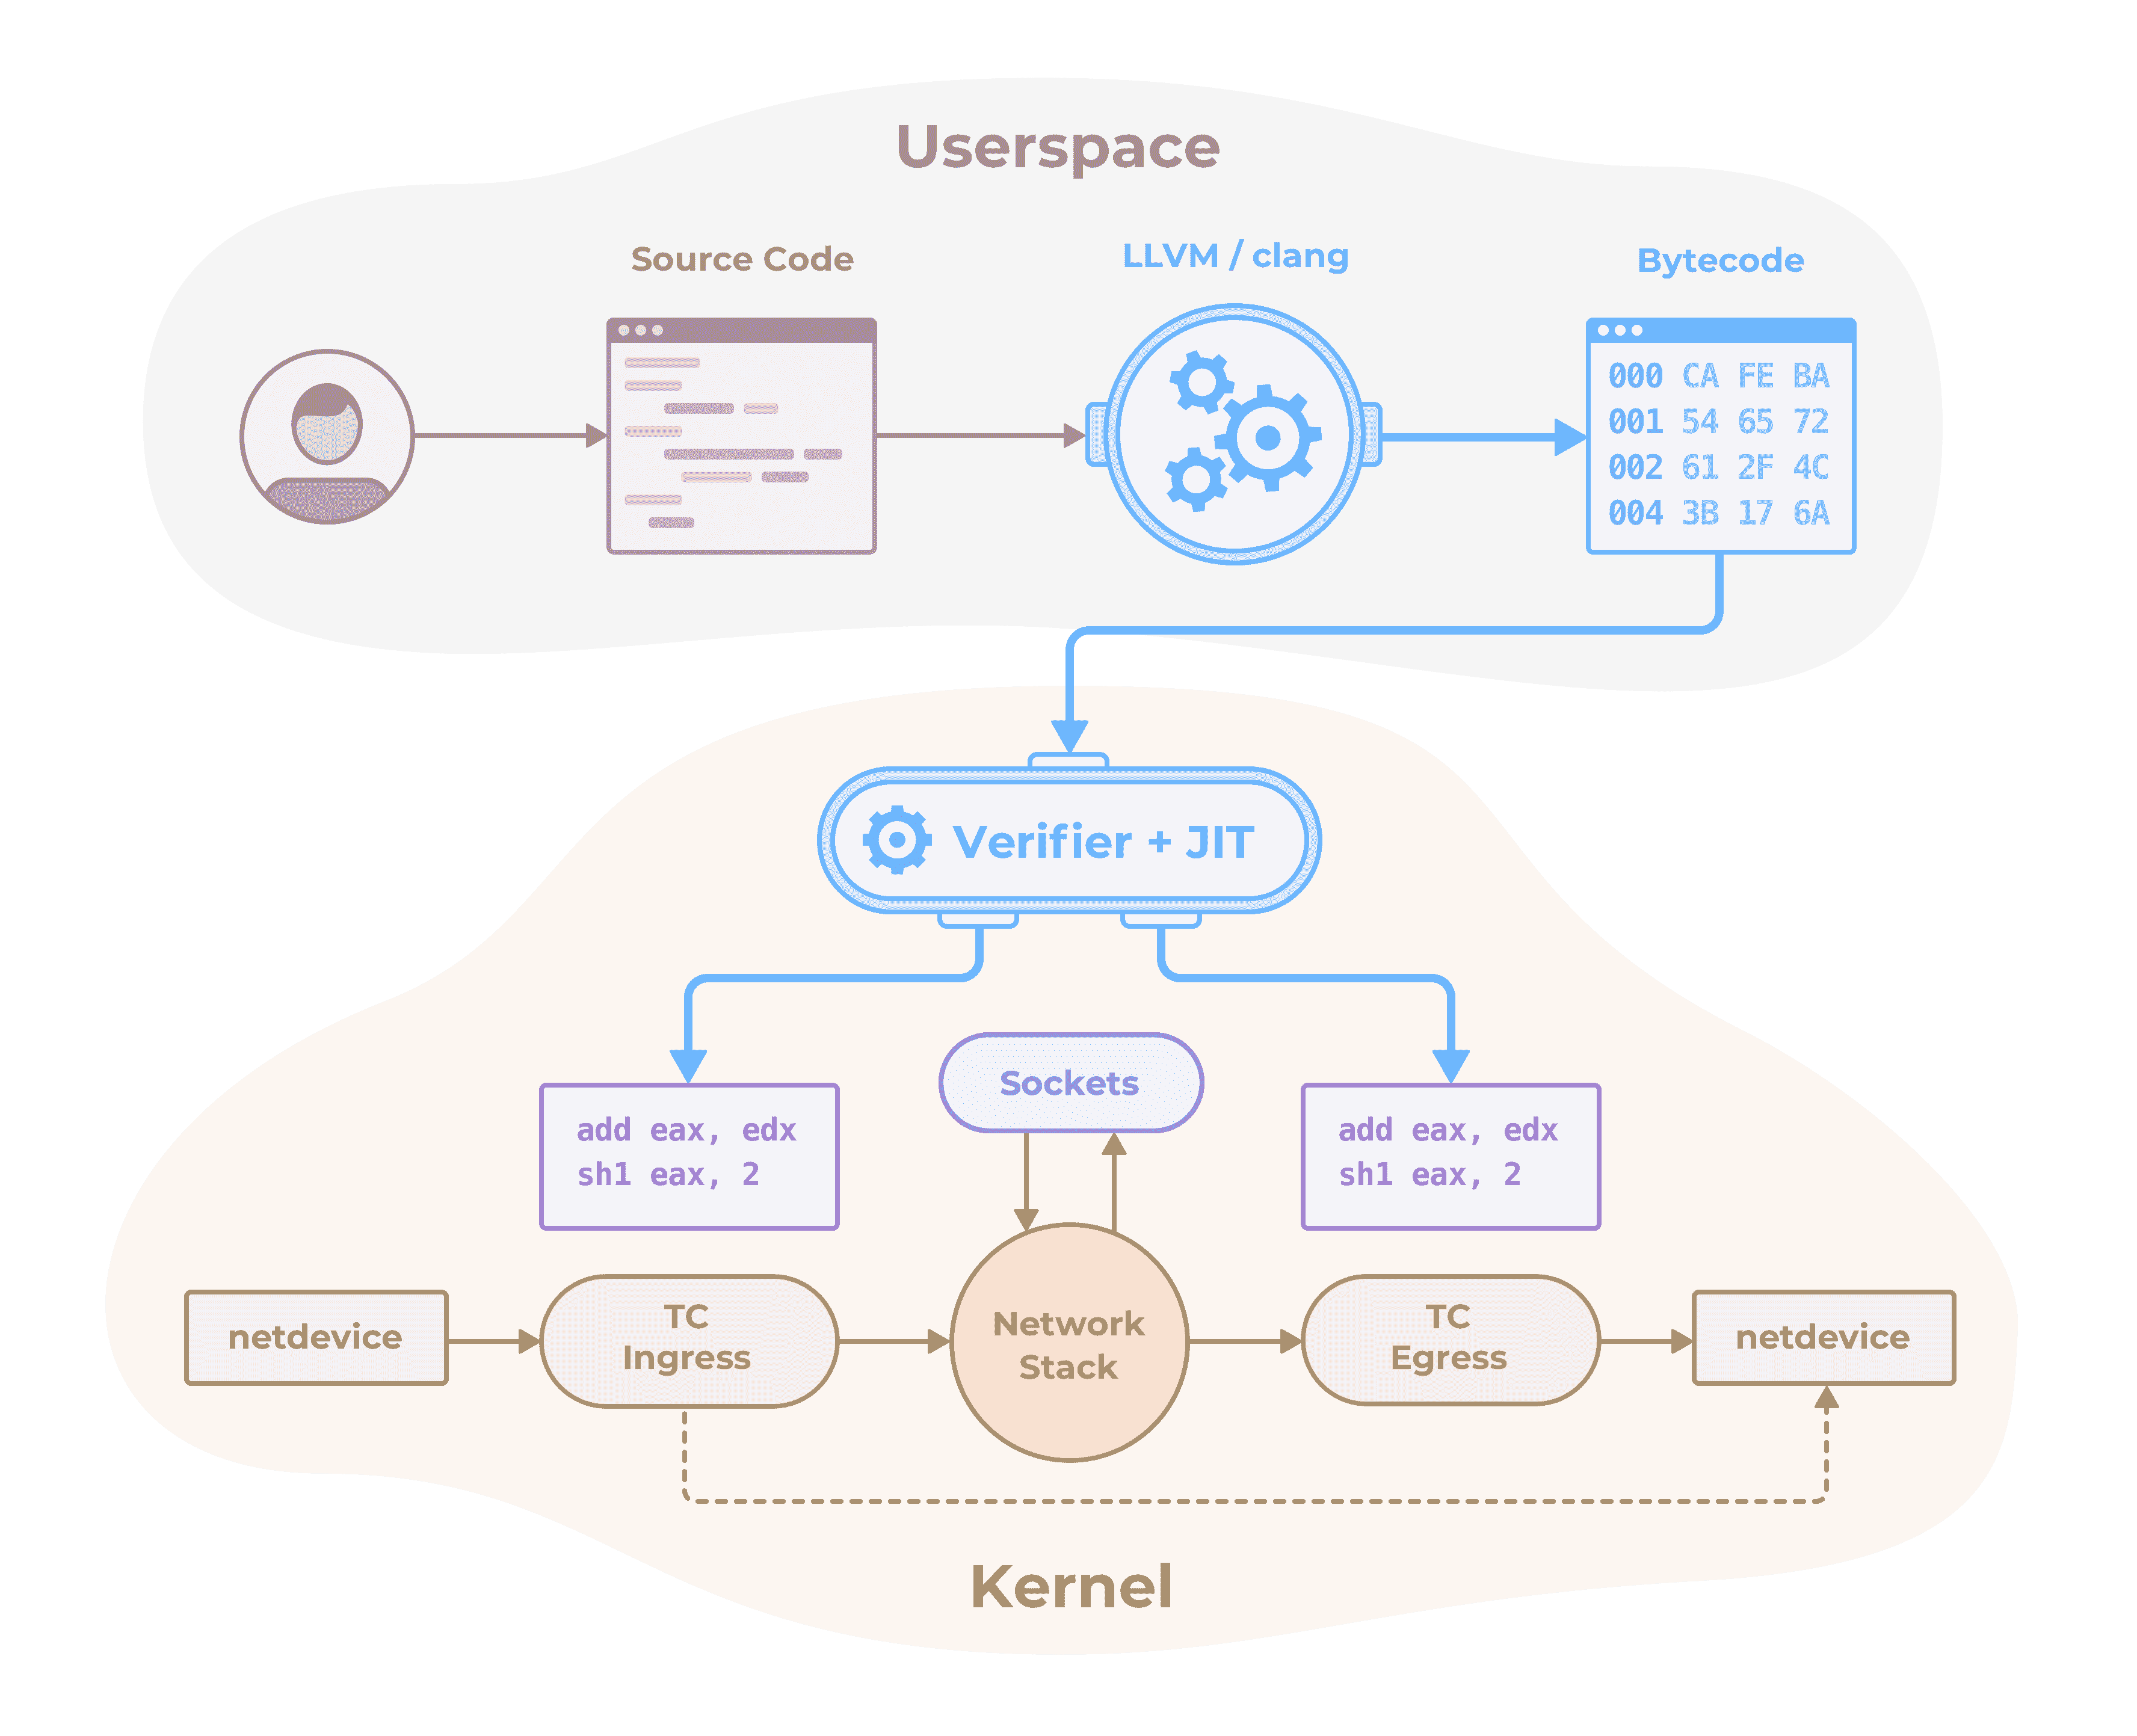 Userspace
Source Code
LLVM / clang
Bytecode
000 CA FE BA
001 54 65 72
002 61 2F 4C
004 3B 17 6A
Verifier + JIT
add eax, edx
sh1 eax, 2
Sockets
add eax, edx
sh1 eax, 2
netdevice
TC
Ingress
Network
Stack
TC
Egress
netdevice
Kernel